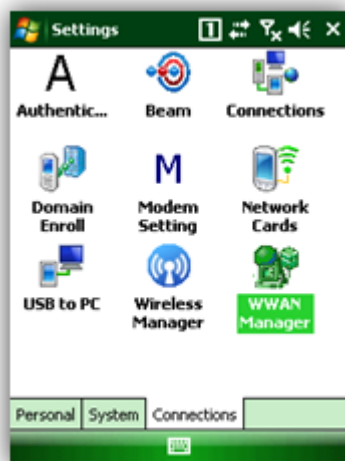 Settings
1
A
Authentic...
Beam
Connections
Domain
Enroll
M
Modem
Setting
Network
Cards
USB to PC
Wireless
Manager
WWAN
Manager
Personal
System
Connections